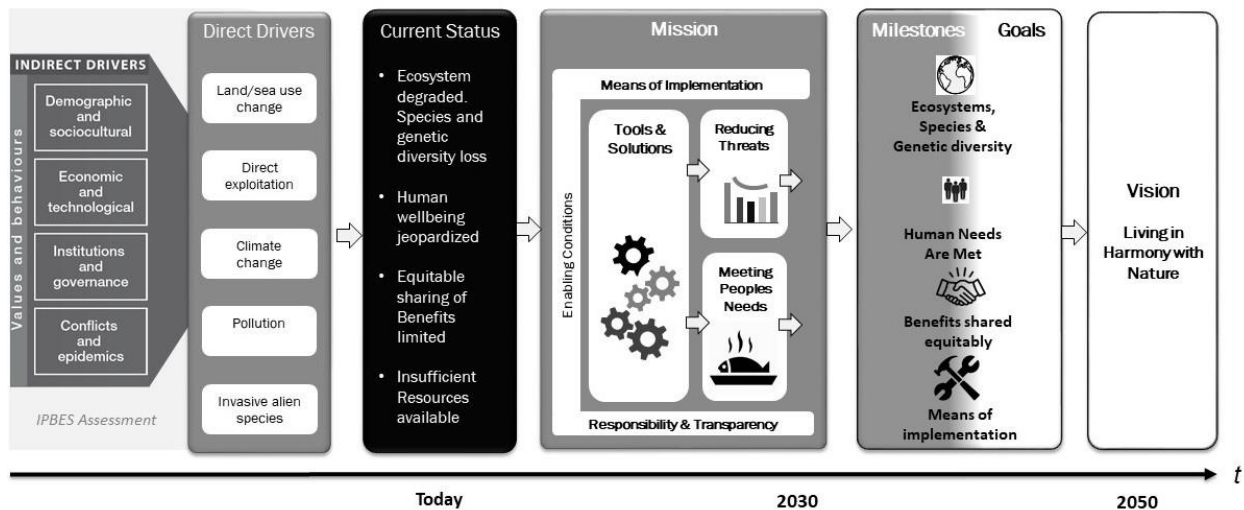 Values and behaviours
INDIRECT DRIVERS
Demographic
and
sociocultural
Economic
and
technological
Institutions
and
governance
Conflicts
and
epidemics
IPBES Assessment
Direct Drivers
Land/sea use
change
Direct
exploitation
Climate
change
Pollution
Invasive alien
species
Current Status
• Ecosystem
degraded.
Species and
genetic
diversity loss
• Human
wellbeing
jeopardized
• Equitable
sharing of
Benefits
limited
• Insufficient
Resources
available
Mission
Means of Implementation
Enabling Conditions
Tools &
Solutions
Reducing
Threats
Meeting
Peoples
Needs
Responsibility & Transparency
Milestones Goals
Ecosystems,
Species &
Genetic diversity
Human Needs
Are Met
Benefits shared
equitably
Means of
implementation
Vision
Living in
Harmony with
Nature
t
Today
2030
2050